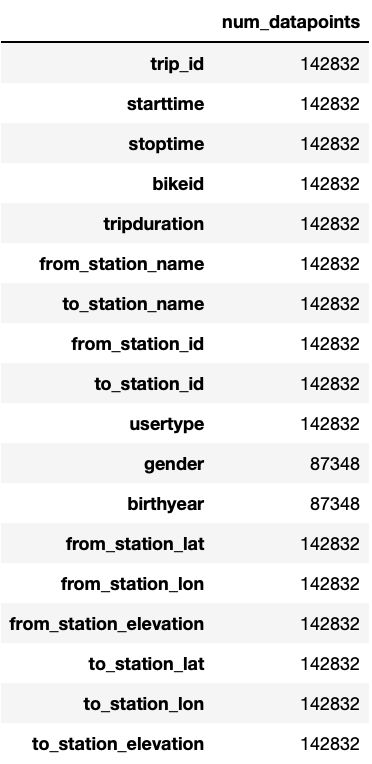 num_datapoints
trip_id 142832
starttime 142832
stoptime 142832
bikeid 142832
tripduration 142832
from_station_name 142832
to_station_name 142832
from_station_id 142832
to_station_id 142832
usertype 142832
gender 87348
birthyear 87348
from_station_lat 142832
from_station_lon 142832
from_station_elevation 142832
to_station_lat 142832
to_station_lon 142832
to_station_elevation 142832